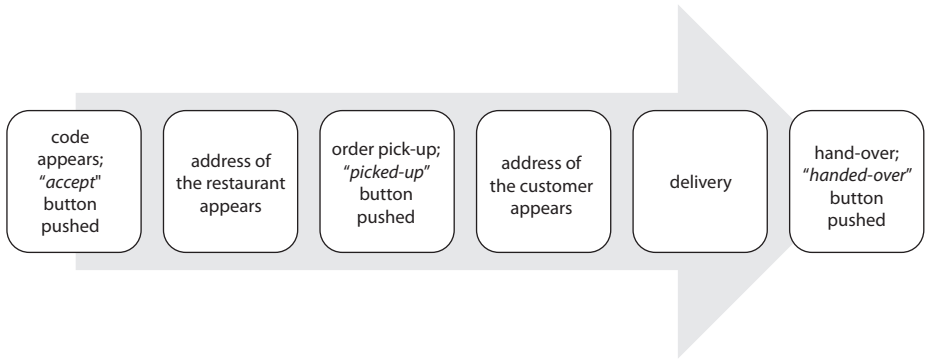 code
appears;
“accept"
button
pushed
address of
the restaurant
appears
order pick-up;
“picked-up”
button
pushed
address of
the customer
appears
delivery
hand-over;
“handed-over”
button
pushed